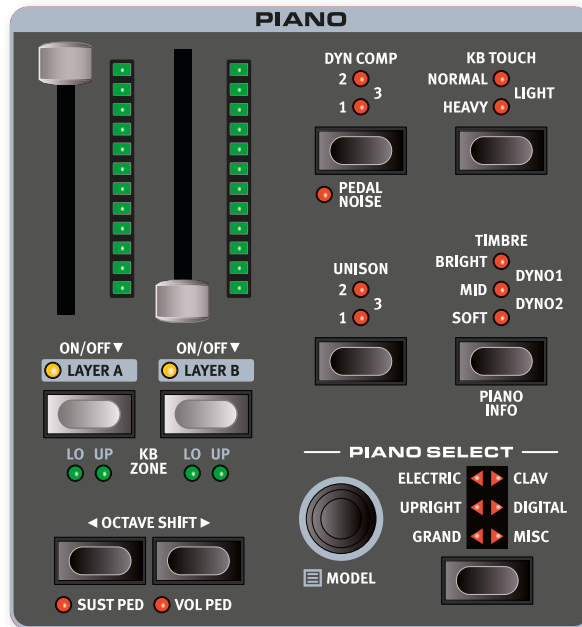 PIANO
DYN COMP
2
3
1
PEDAL
NOISE
KB TOUCH
NORMAL
LIGHT
HEAVY
UNISON
2
3
1
TIMBRE
BRIGHT
DYNO1
MID
DYNO2
SOFT
PIANO
INFO
ON/OFF▼
LAYER A
ON/OFF▼
LAYER B
LO UP
KB
ZONE
LO UP
◄ OCTAVE SHIFT ►
SUST PED
VOL PED
PIANO SELECT
ELECTRIC
CLAV
UPRIGHT
DIGITAL
GRAND
MISC
MODEL